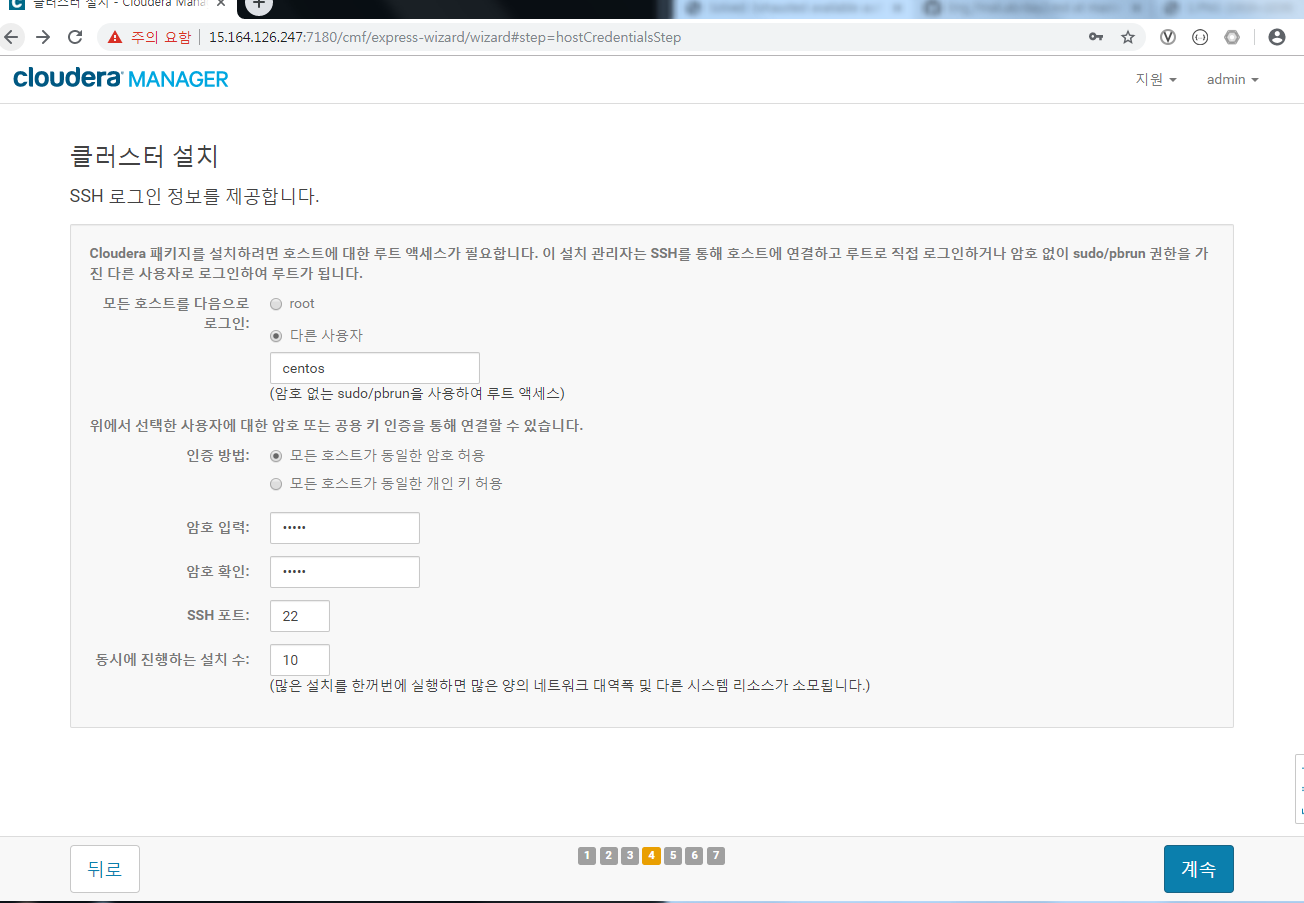 클러스터 설치 - Cloudera Mana
주의 요함 15.164.126.247:7180/cmf/express-wizard/wizard#step=hostCredentialsStep
cloudera MANAGER
지원
admin
클러스터 설치
SSH 로그인 정보를 제공합니다.
Cloudera 패키지를 설치하려면 호스트에 대한 루트 액세스가 필요합니다. 이 설치 관리자는 SSH를 통해 호스트에 연결하고 루트로 직접 로그인하거나 암호 없이 sudo/pbrun 권한을 가
진 다른 사용자로 로그인하여 루트가 됩니다.
모든 호스트를 다음으로
로그인:
root
다른 사용자
centos
(암호 없는 sudo/pbrun을 사용하여 루트 액세스)
위에서 선택한 사용자에 대한 암호 또는 공용 키 인증을 통해 연결할 수 있습니다.
인증 방법: 모든 호스트가 동일한 암호 허용
모든 호스트가 동일한 개인 키 허용
암호 입력: •••••
암호 확인: •••••
SSH 포트: 22
동시에 진행하는 설치 수: 10
(많은 설치를 한꺼번에 실행하면 많은 양의 네트워크 대역폭 및 다른 시스템 리소스가 소모됩니다.)
뒤로
1 2 3 4 5 6 7
계속